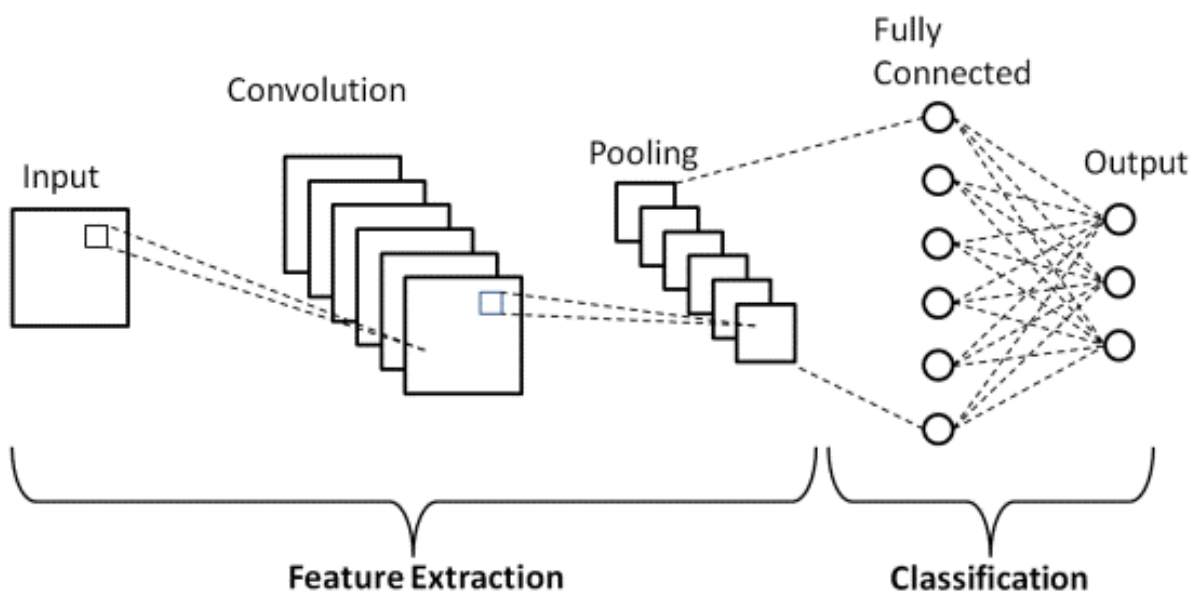 Input
Convolution
Pooling
Fully
Connected
Output
Feature Extraction
Classification